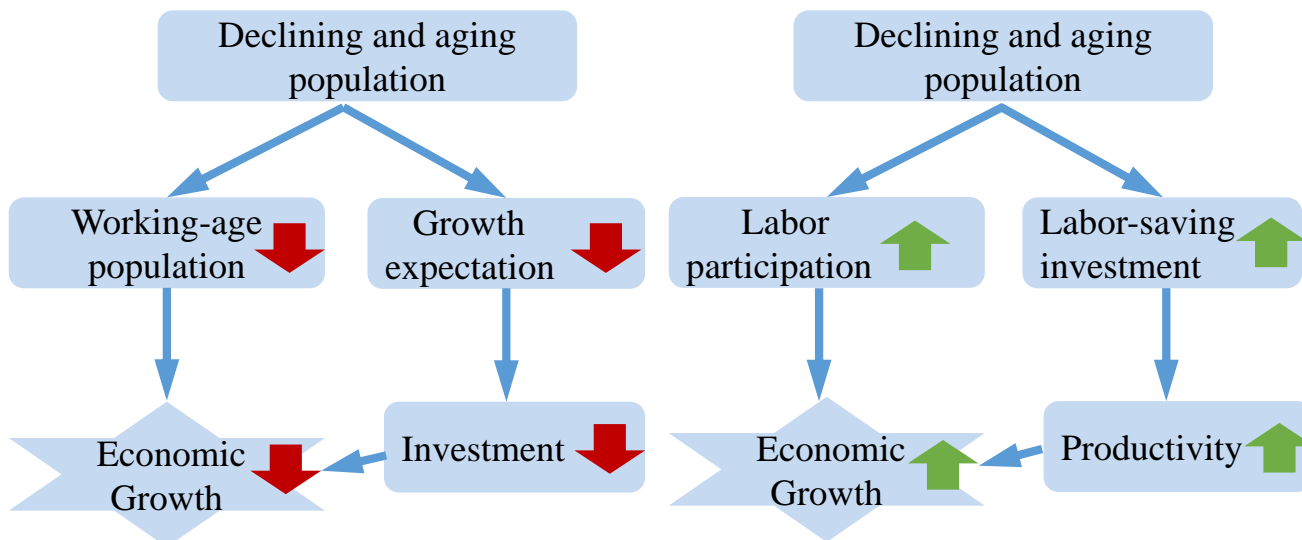 Declining and aging
population
Working-age
population
Growth
expectation
Economic
Growth
Investment
Declining and aging
population
Labor
participation
Labor-saving
investment
Economic
Growth
Productivity